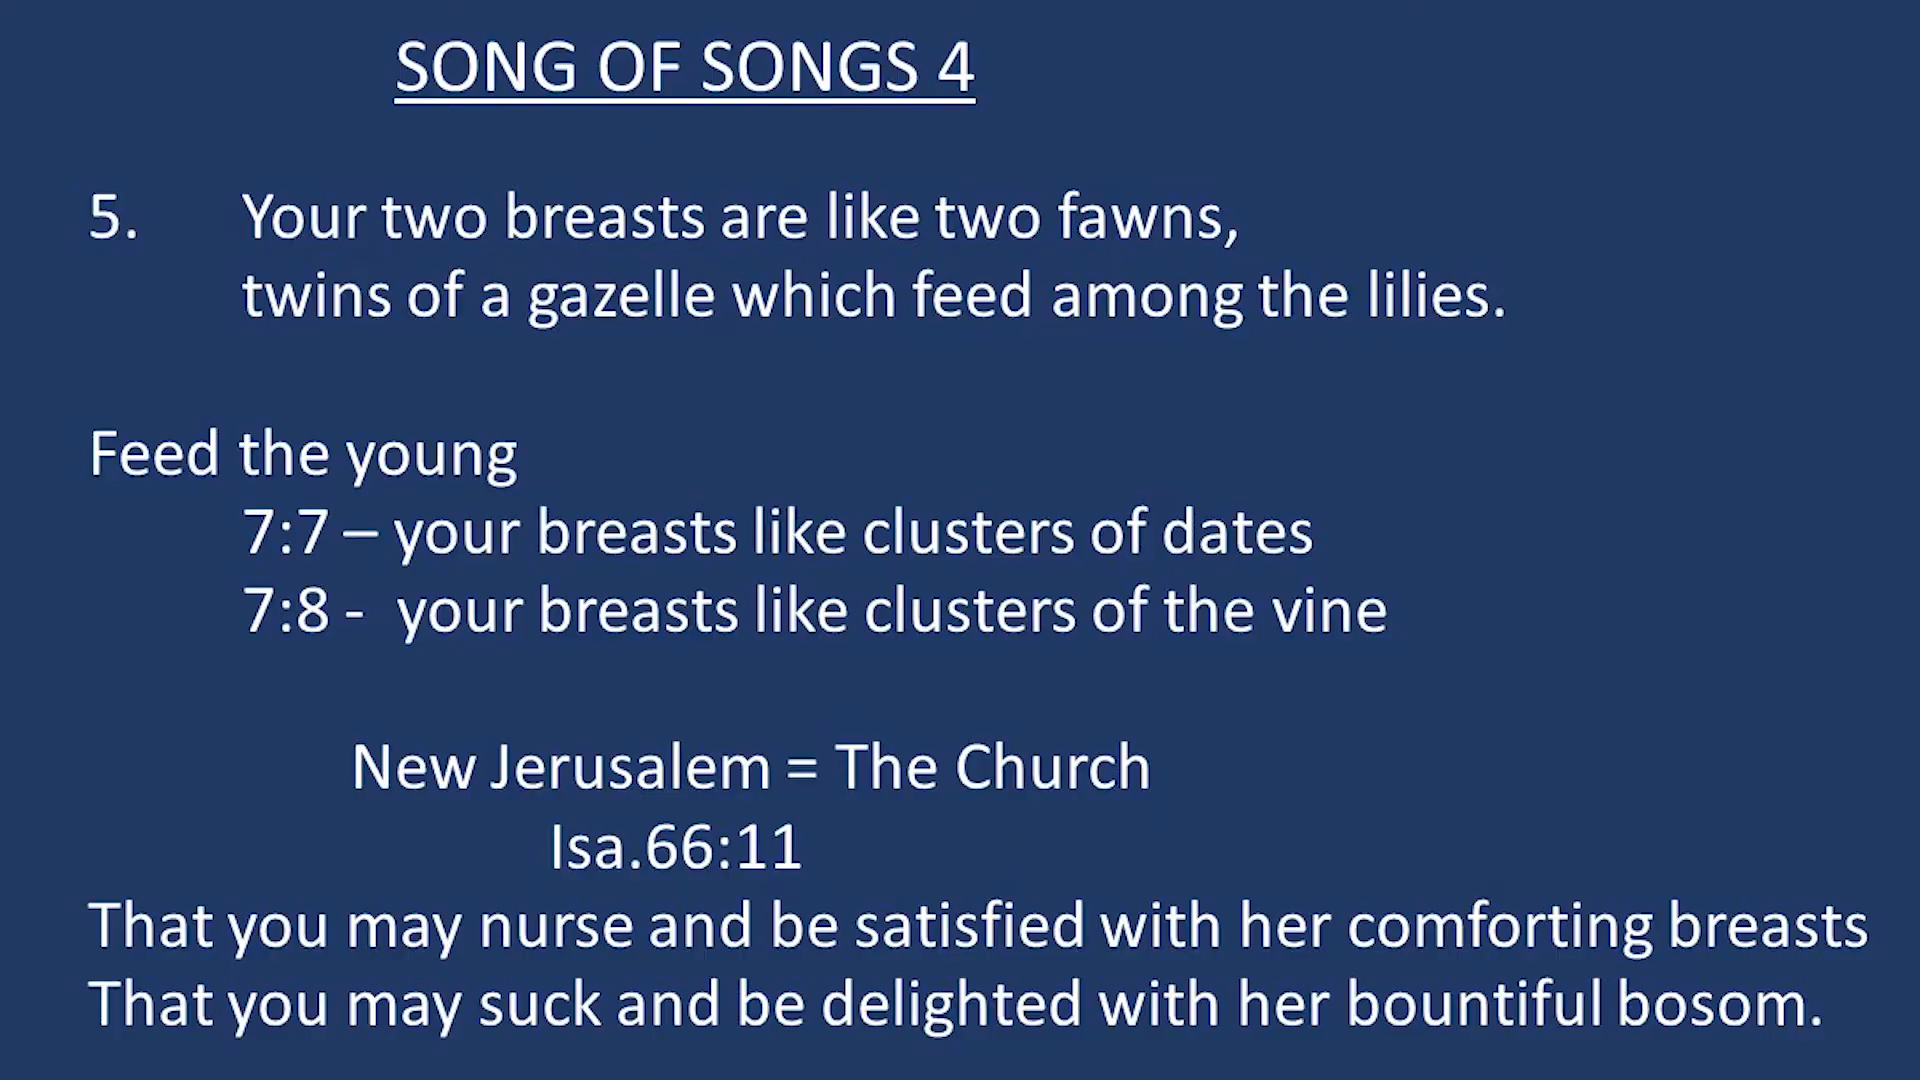 SONG OF SONGS 4
5. Your two breasts are like two fawns,
twins of a gazelle which feed among the lilies.
Feed the young
7:7 – your breasts like clusters of dates
7:8 - your breasts like clusters of the vine
New Jerusalem = The Church
Isa.66:11
That you may nurse and be satisfied with her comforting breasts
That you may suck and be delighted with her bountiful bosom.